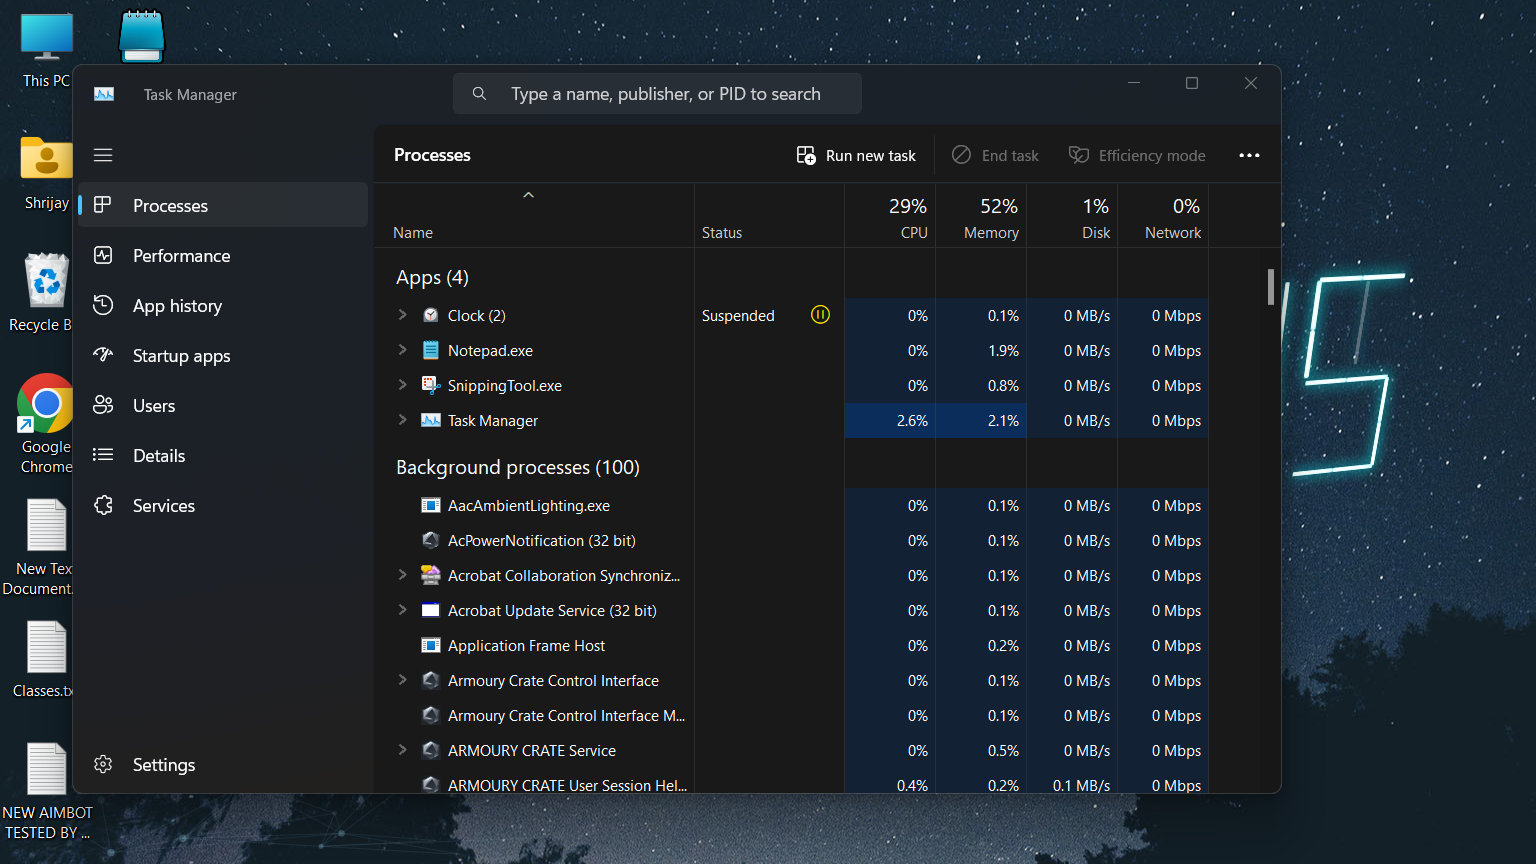 This PC
Shrijay
Recycle B
Google
Chrome
New Tex
Document.
Classes.tx
NEW AIMBOT
TESTED BY ...
Task Manager
Type a name, publisher, or PID to search
Processes
Performance
App history
Startup apps
Users
Details
Services
Settings
Processes
Run new task
End task
Efficiency mode
Name Status 29% CPU 52% Memory 1% Disk 0% Network
Apps (4)
Clock (2) Suspended 0% 0.1% 0 MB/s 0 Mbps
Notepad.exe 0% 1.9% 0 MB/s 0 Mbps
SnippingTool.exe 0% 0.8% 0 MB/s 0 Mbps
Task Manager 2.6% 2.1% 0 MB/s 0 Mbps
Background processes (100)
AacAmbientLighting.exe 0% 0.1% 0 MB/s 0 Mbps
AcPowerNotification (32 bit) 0% 0.1% 0 MB/s 0 Mbps
Acrobat Collaboration Synchroniz... 0% 0.1% 0 MB/s 0 Mbps
Acrobat Update Service (32 bit) 0% 0.1% 0 MB/s 0 Mbps
Application Frame Host 0% 0.2% 0 MB/s 0 Mbps
Armoury Crate Control Interface 0% 0.1% 0 MB/s 0 Mbps
Armoury Crate Control Interface M... 0% 0.1% 0 MB/s 0 Mbps
ARMOURY CRATE Service 0% 0.5% 0 MB/s 0 Mbps
ARMOURY CRATE User Session Hel... 0.4% 0.2% 0.1 MB/s 0 Mbps